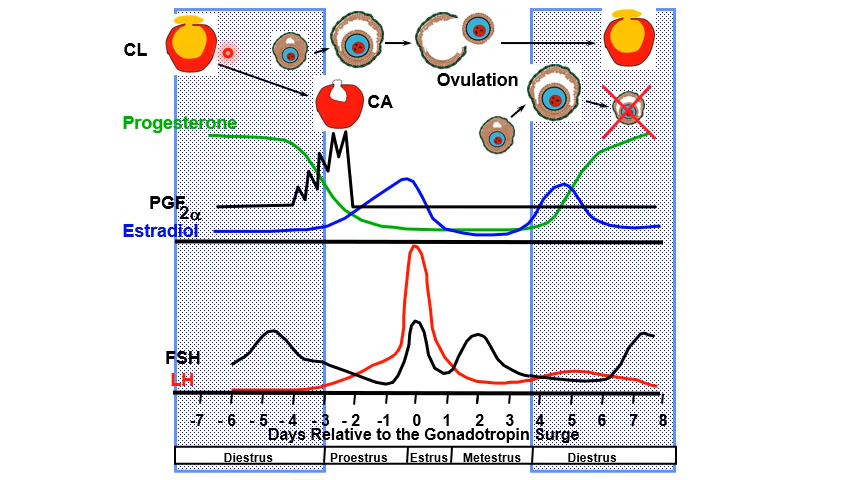 CL
CA
Ovulation
Progesterone
PGF2α
Estradiol
FSH
LH
-7 - 6 - 5 - 4 - 3 - 2 -1 0 1 2 3 4 5 6 7 8
Days Relative to the Gonadotropin Surge
Diestrus Proestrus Estrus Metestrus Diestrus